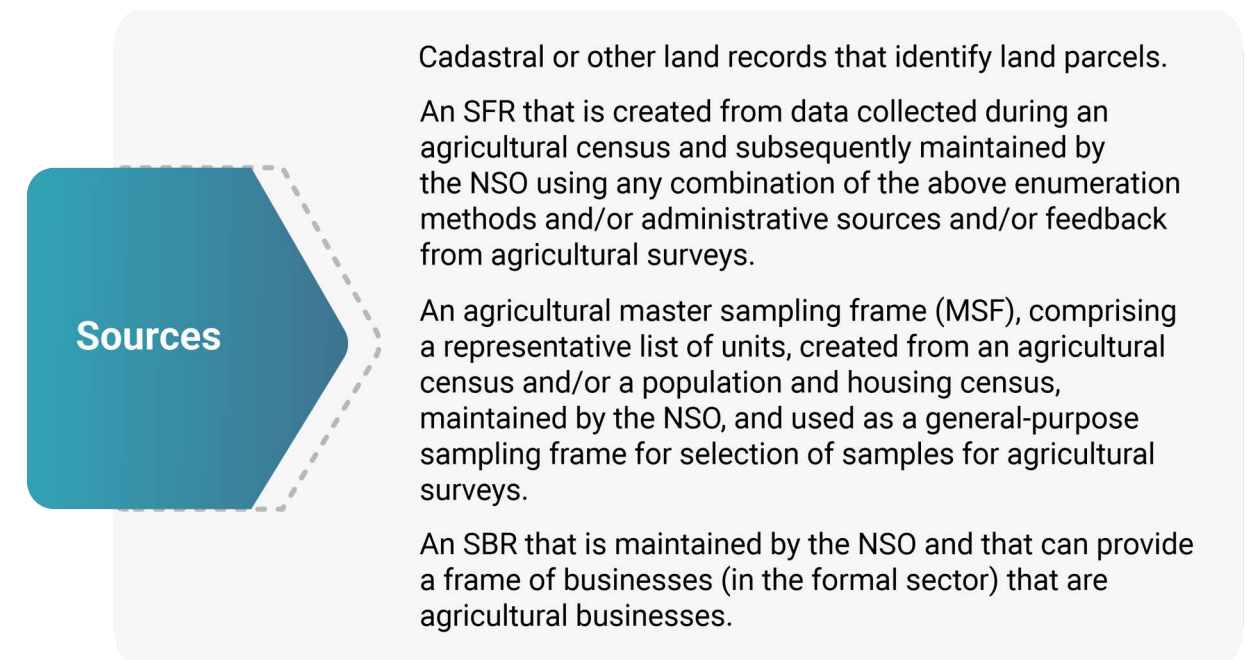 Sources
Cadastral or other land records that identify land parcels.
An SFR that is created from data collected during an
agricultural census and subsequently maintained by
the NSO using any combination of the above enumeration
methods and/or administrative sources and/or feedback
from agricultural surveys.
An agricultural master sampling frame (MSF), comprising
a representative list of units, created from an agricultural
census and/or a population and housing census,
maintained by the NSO, and used as a general-purpose
sampling frame for selection of samples for agricultural
surveys.
An SBR that is maintained by the NSO and that can provide
a frame of businesses (in the formal sector) that are
agricultural businesses.